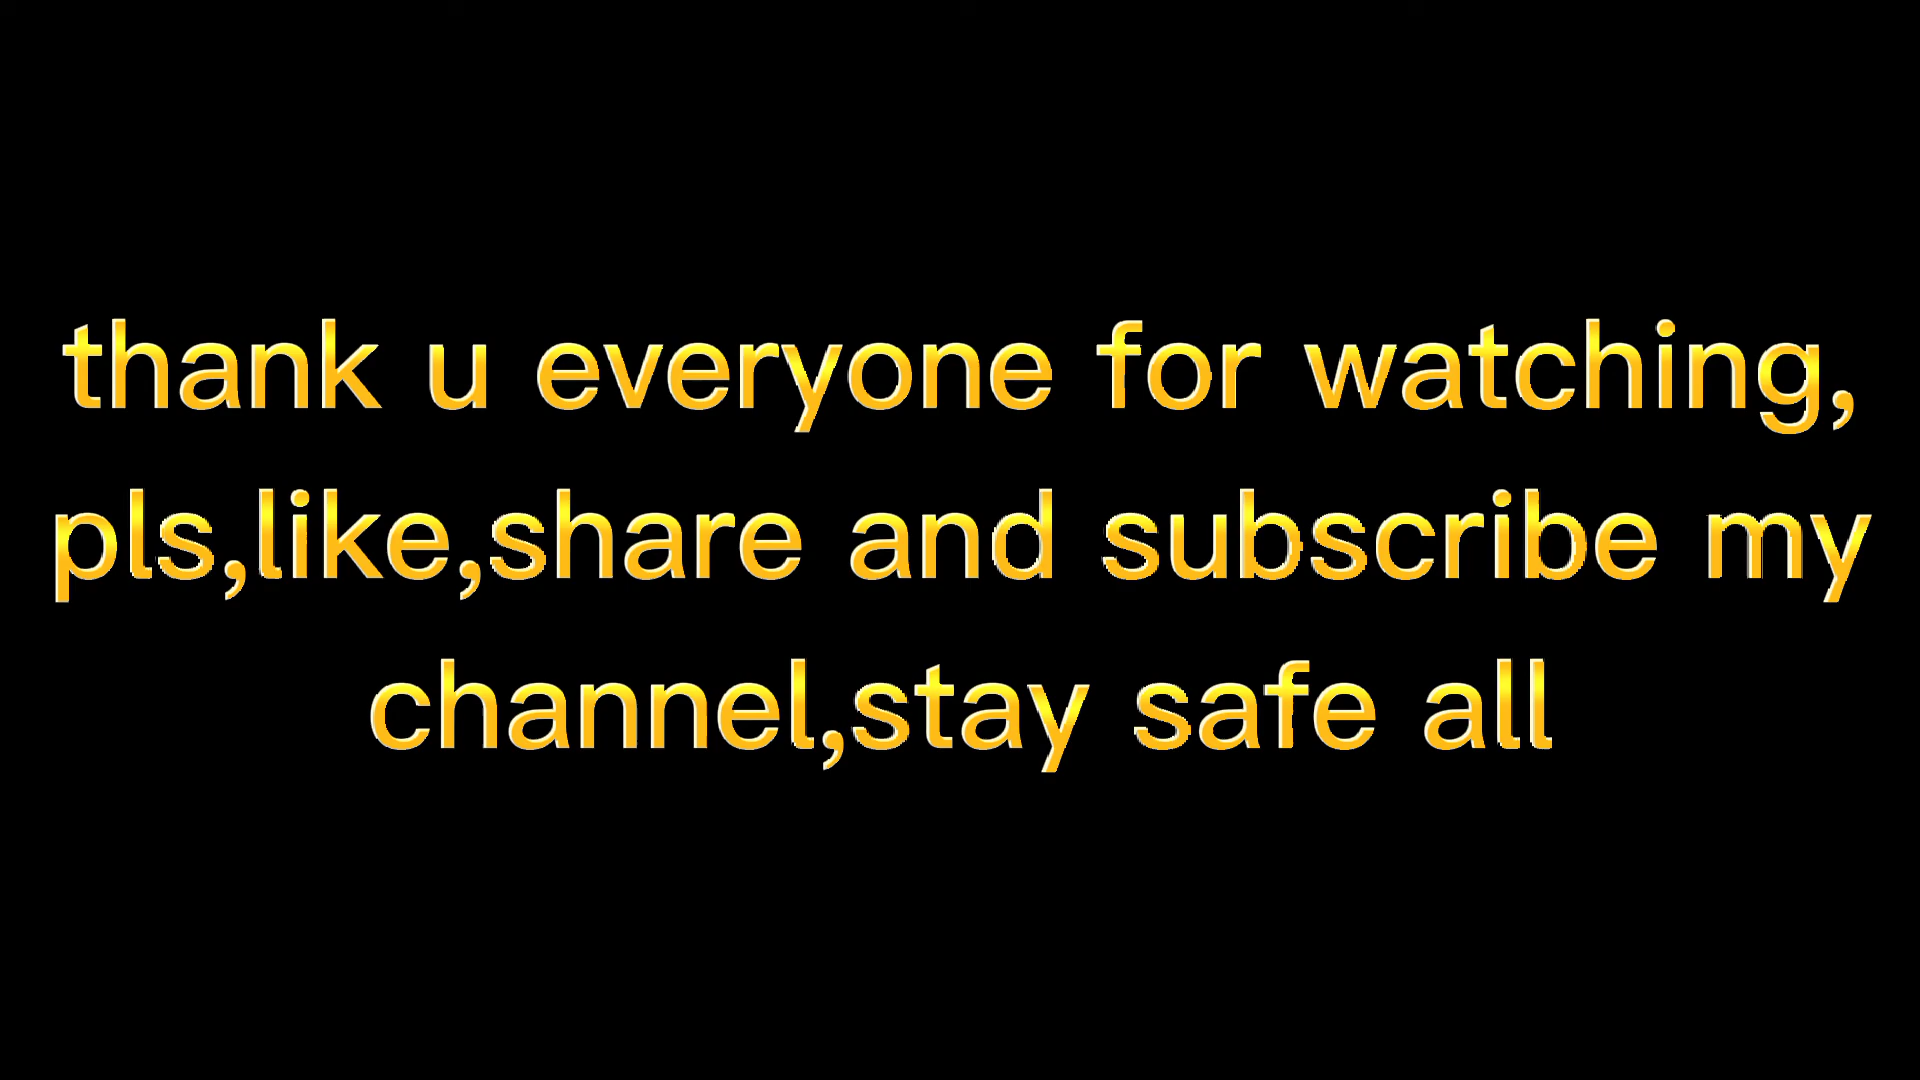 thank u everyone for watching,
pls,like,share and subscribe my
channel,stay safe all